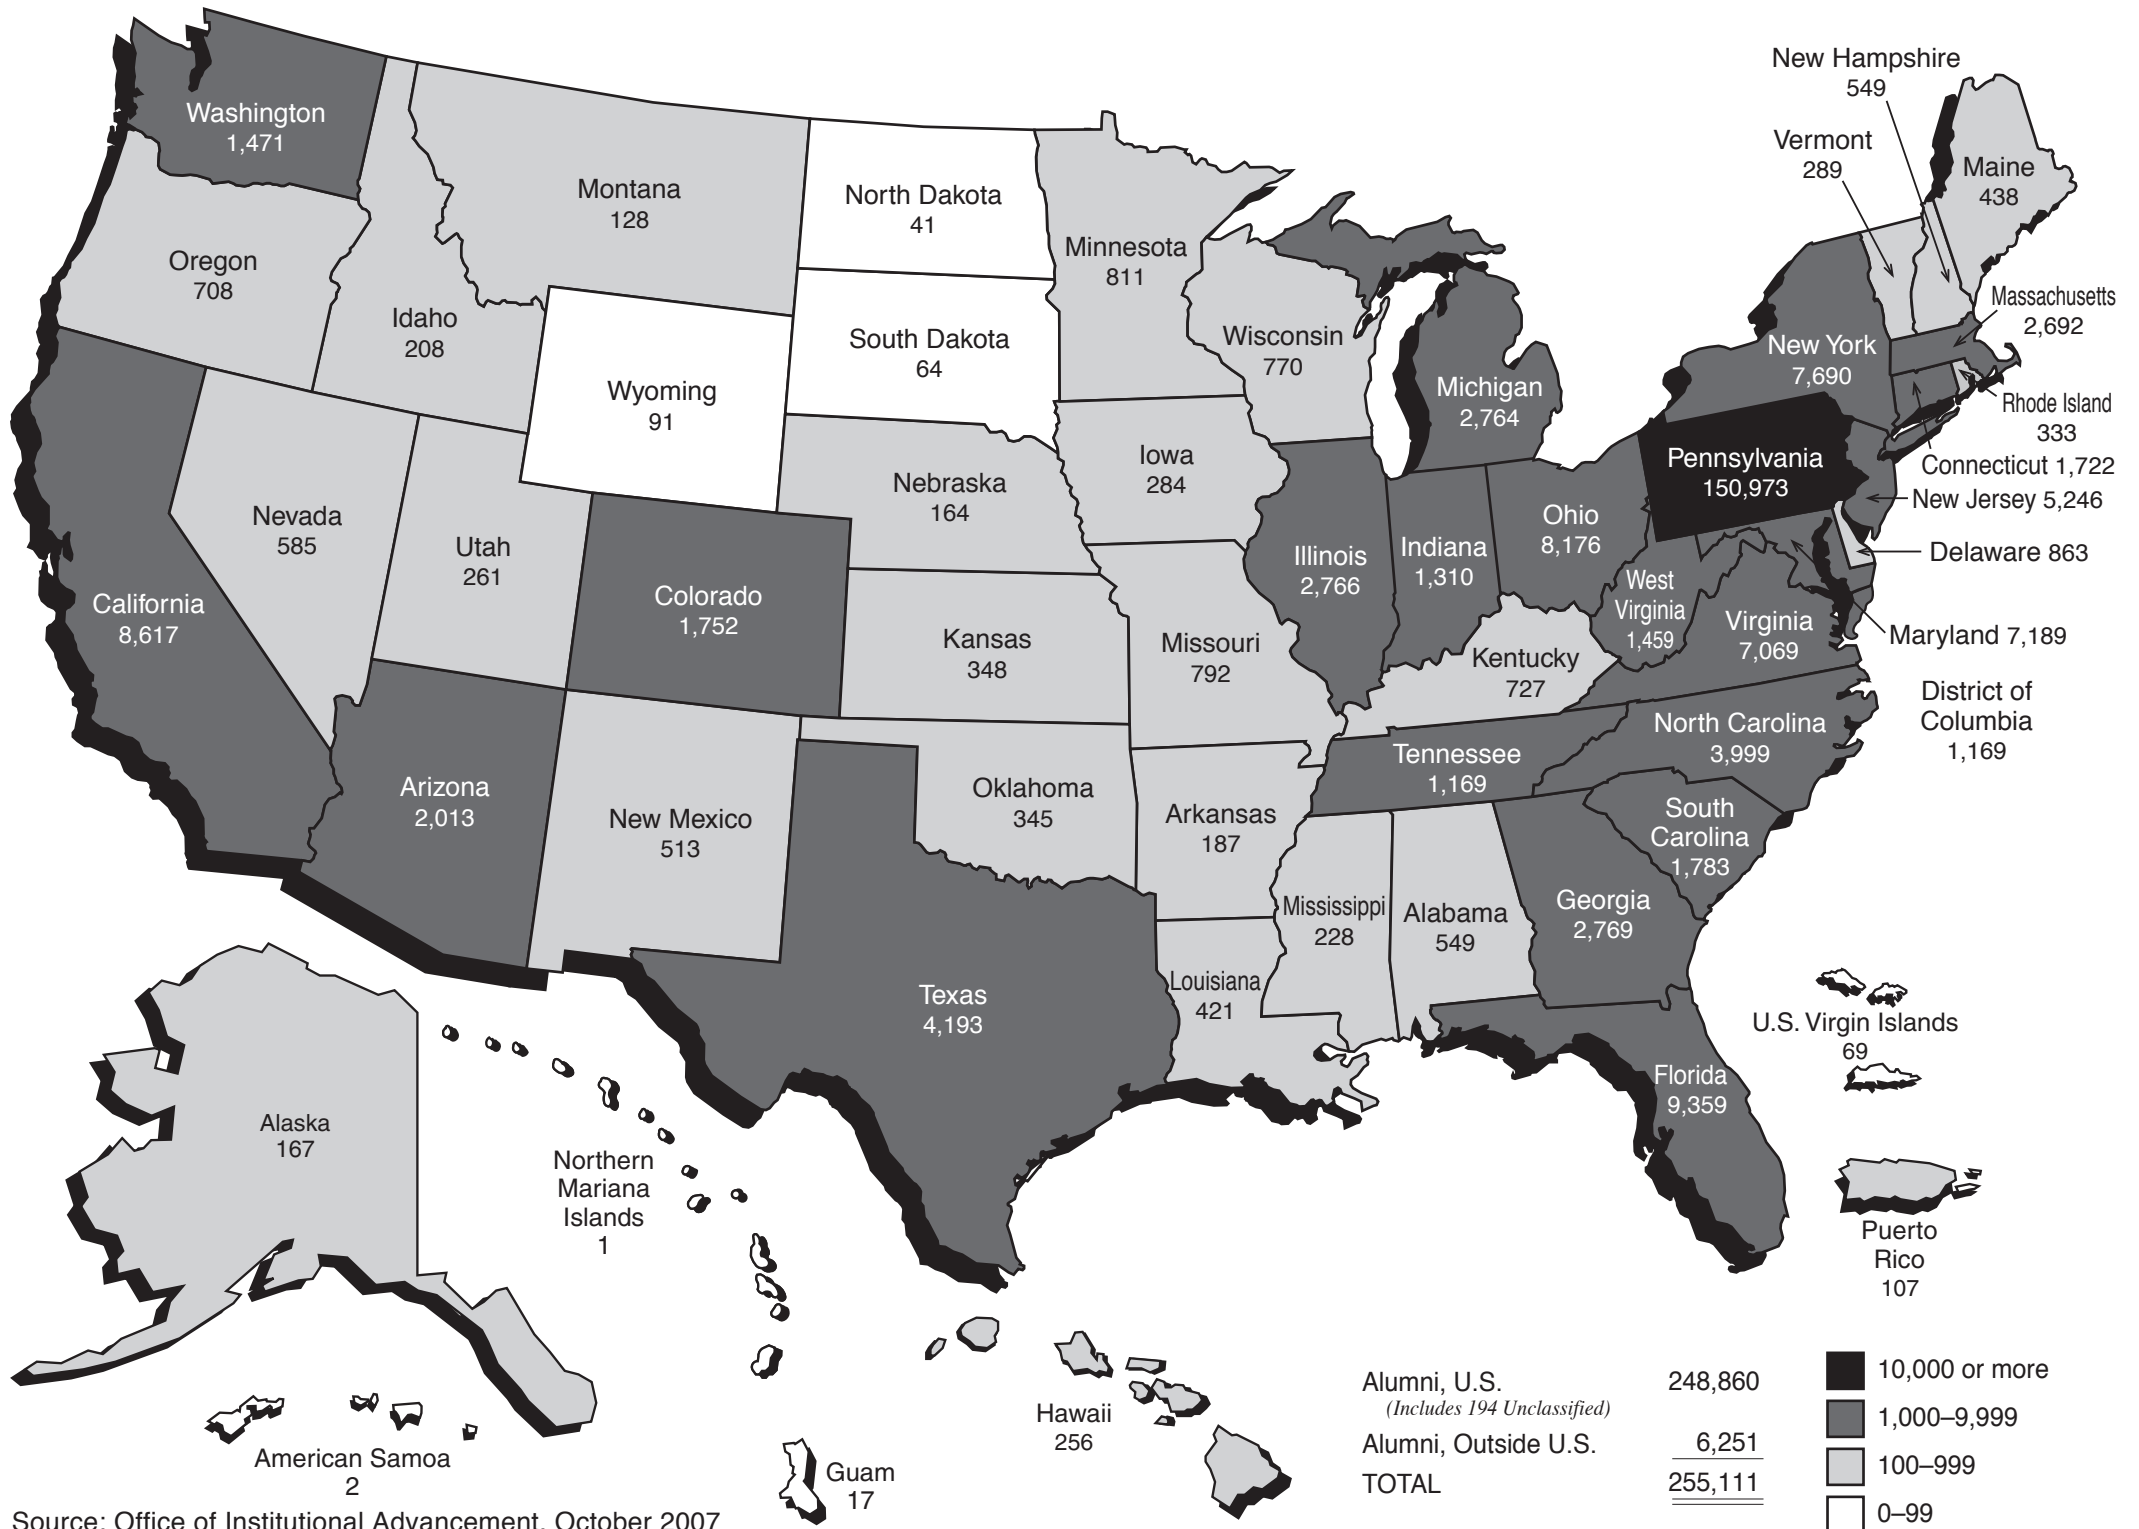 New Hampshire
549
Vermont
289
Maine
438
Washington
1,471
Montana
128
North Dakota
41
Minnesota
811
Oregon
708
Idaho
208
South Dakota
64
Wisconsin
770
Michigan
2,764
New York
7,690
Massachusetts
2,692
Rhode Island
333
Connecticut 1,722
New Jersey 5,246
Wyoming
91
Iowa
284
Pennsylvania
150,973
Nebraska
164
Nevada
585
Utah
261
Colorado
1,752
California
8,617
Illinois
2,766
Indiana
1,310
Ohio
8,176
Delaware 863
West
Virginia
1,459
Virginia
7,069
Maryland 7,189
District of
Columbia
1,169
Kansas
348
Missouri
792
Kentucky
727
North Carolina
3,999
Tennessee
1,169
Arizona
2,013
New Mexico
513
Oklahoma
345
Arkansas
187
South
Carolina
1,783
Mississippi
228
Alabama
549
Georgia
2,769
Texas
4,193
Louisiana
421
Florida
9,359
U.S. Virgin Islands
69
Alaska
167
Northern
Mariana
Islands
1
Puerto
Rico
107
American Samoa
2
Guam
17
Hawaii
256
Alumni, U.S. 248,860
(Includes 194 Unclassified)
Alumni, Outside U.S. 6,251
TOTAL 255,111
10,000 or more
1,000–9,999
100–999
0–99
Source: Office of Institutional Advancement, October 2007